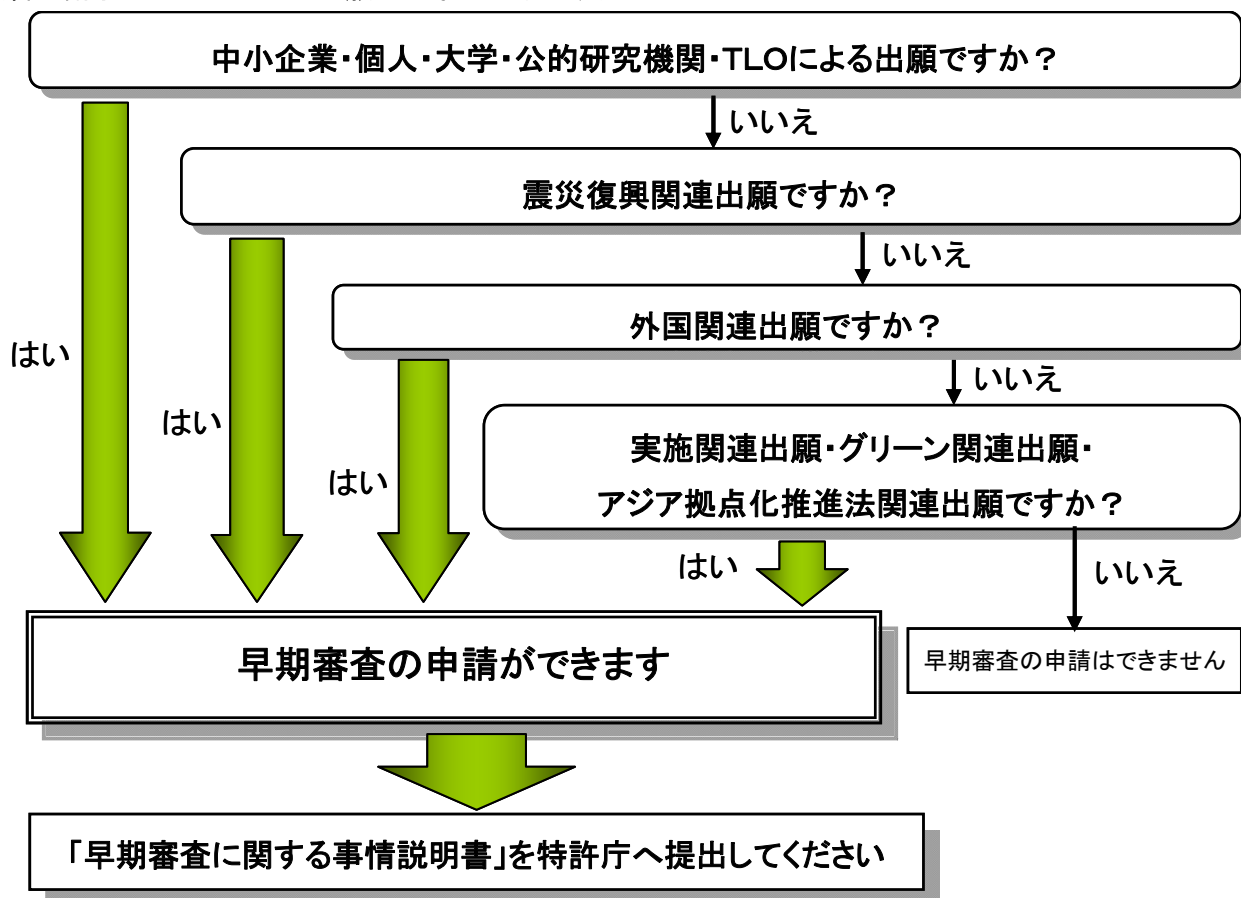 中小企業・個人・大学・公的研究機関・TLOによる出願ですか？
いいえ
震災復興関連出願ですか？
いいえ
外国関連出願ですか？
はい
いいえ
はい
実施関連出願・グリーン関連出願・
アジア拠点化推進法関連出願ですか？
はい
はい
いいえ
早期審査の申請ができます
早期審査の申請はできません
「早期審査に関する事情説明書」を特許庁へ提出してください